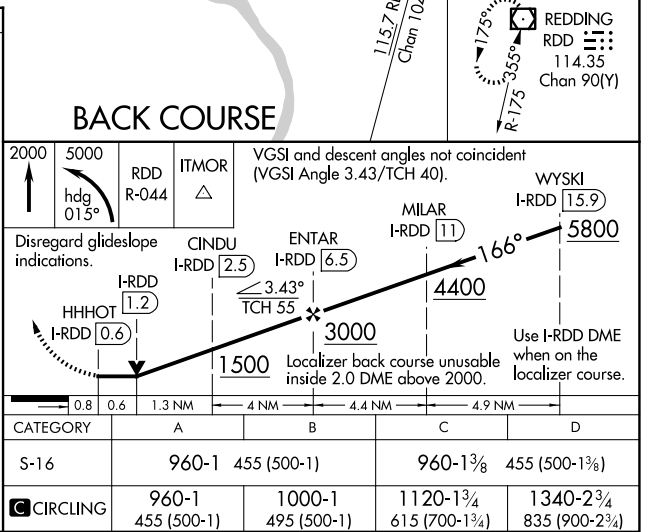 115.7 R
Chan 10
175°
355°
R-175
REDDING
RDD
114.35
Chan 90(Y)
BACK COURSE
2000
5000
hdg
015°
RDD
R-044
ITMOR
VGSI and descent angles not coincident
(VGSI Angle 3.43/TCH 40).
Disregard glideslope
indications.
HHHOT
I-RDD 0.6
I-RDD
1.2
CINDU
I-RDD 2.5
3.43°
TCH 55
ENTAR
I-RDD 6.5
MILAR
I-RDD 11
WYSKI
I-RDD 15.9
166°
5800
4400
3000
1500
Localizer back course unusable
inside 2.0 DME above 2000.
Use I-RDD DME
when on the
localizer course.
0.8 0.6 1.3 NM 4 NM 4.4 NM 4.9 NM
CATEGORY A B C D
S-16 960-1 455 (500-1) 960-1⅜ 455 (500-1⅜)
C CIRCLING 960-1 1000-1 1120-1¾ 1340-2¾
455 (500-1) 495 (500-1) 615 (700-1¾) 835 (900-2¾)